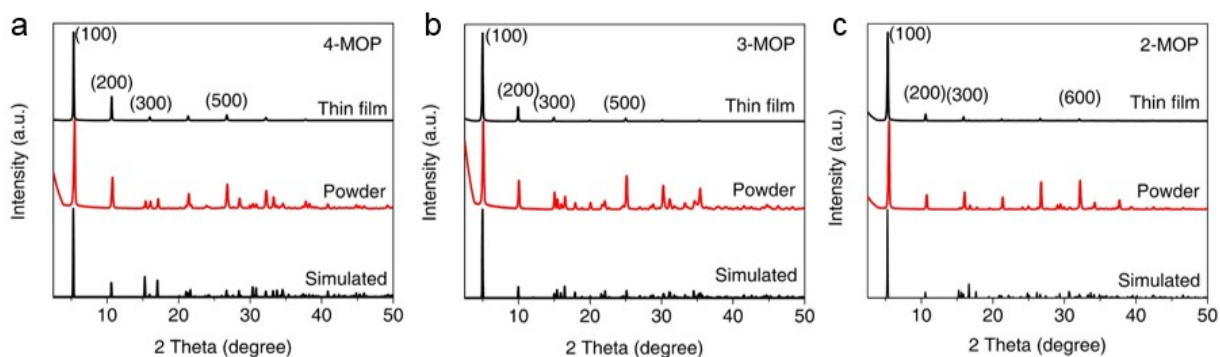 a
4-MOP
(100)
(200)
(300)
(500)
Thin film
Powder
Simulated
Intensity (a.u.)
10 20 30 40 50
2 Theta (degree)
b
3-MOP
(100)
(200)
(300)
(500)
Thin film
Powder
Simulated
Intensity (a.u.)
10 20 30 40 50
2 Theta (degree)
c
2-MOP
(100)
(200)
(300)
(600)
Thin film
Powder
Simulated
Intensity (a.u.)
10 20 30 40 50
2 Theta (degree)